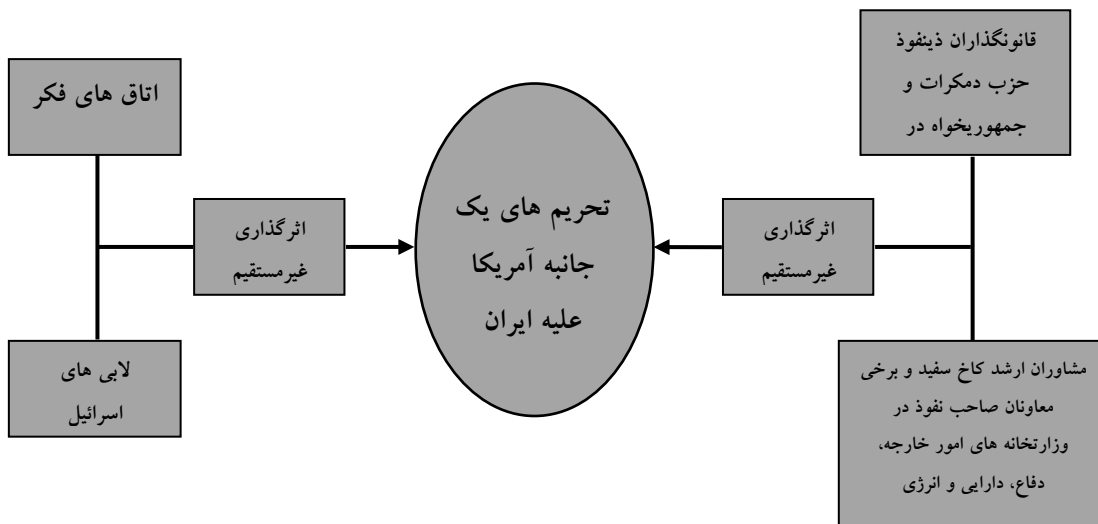 قانونگذاران ذینفوذ
حزب دمکرات و
جمهوریخواه در
اتاق های فکر
تحریم های یک
جانبه آمریکا
علیه ایران
اثرگذاری
غیرمستقیم
اثرگذاری
غیرمستقیم
مشاوران ارشد کاخ سفید و برخی
معاونان صاحب نفوذ در
وزارتخانه های امور خارجه،
دفاع، دارایی و انرژی
لابی های
اسرائیل